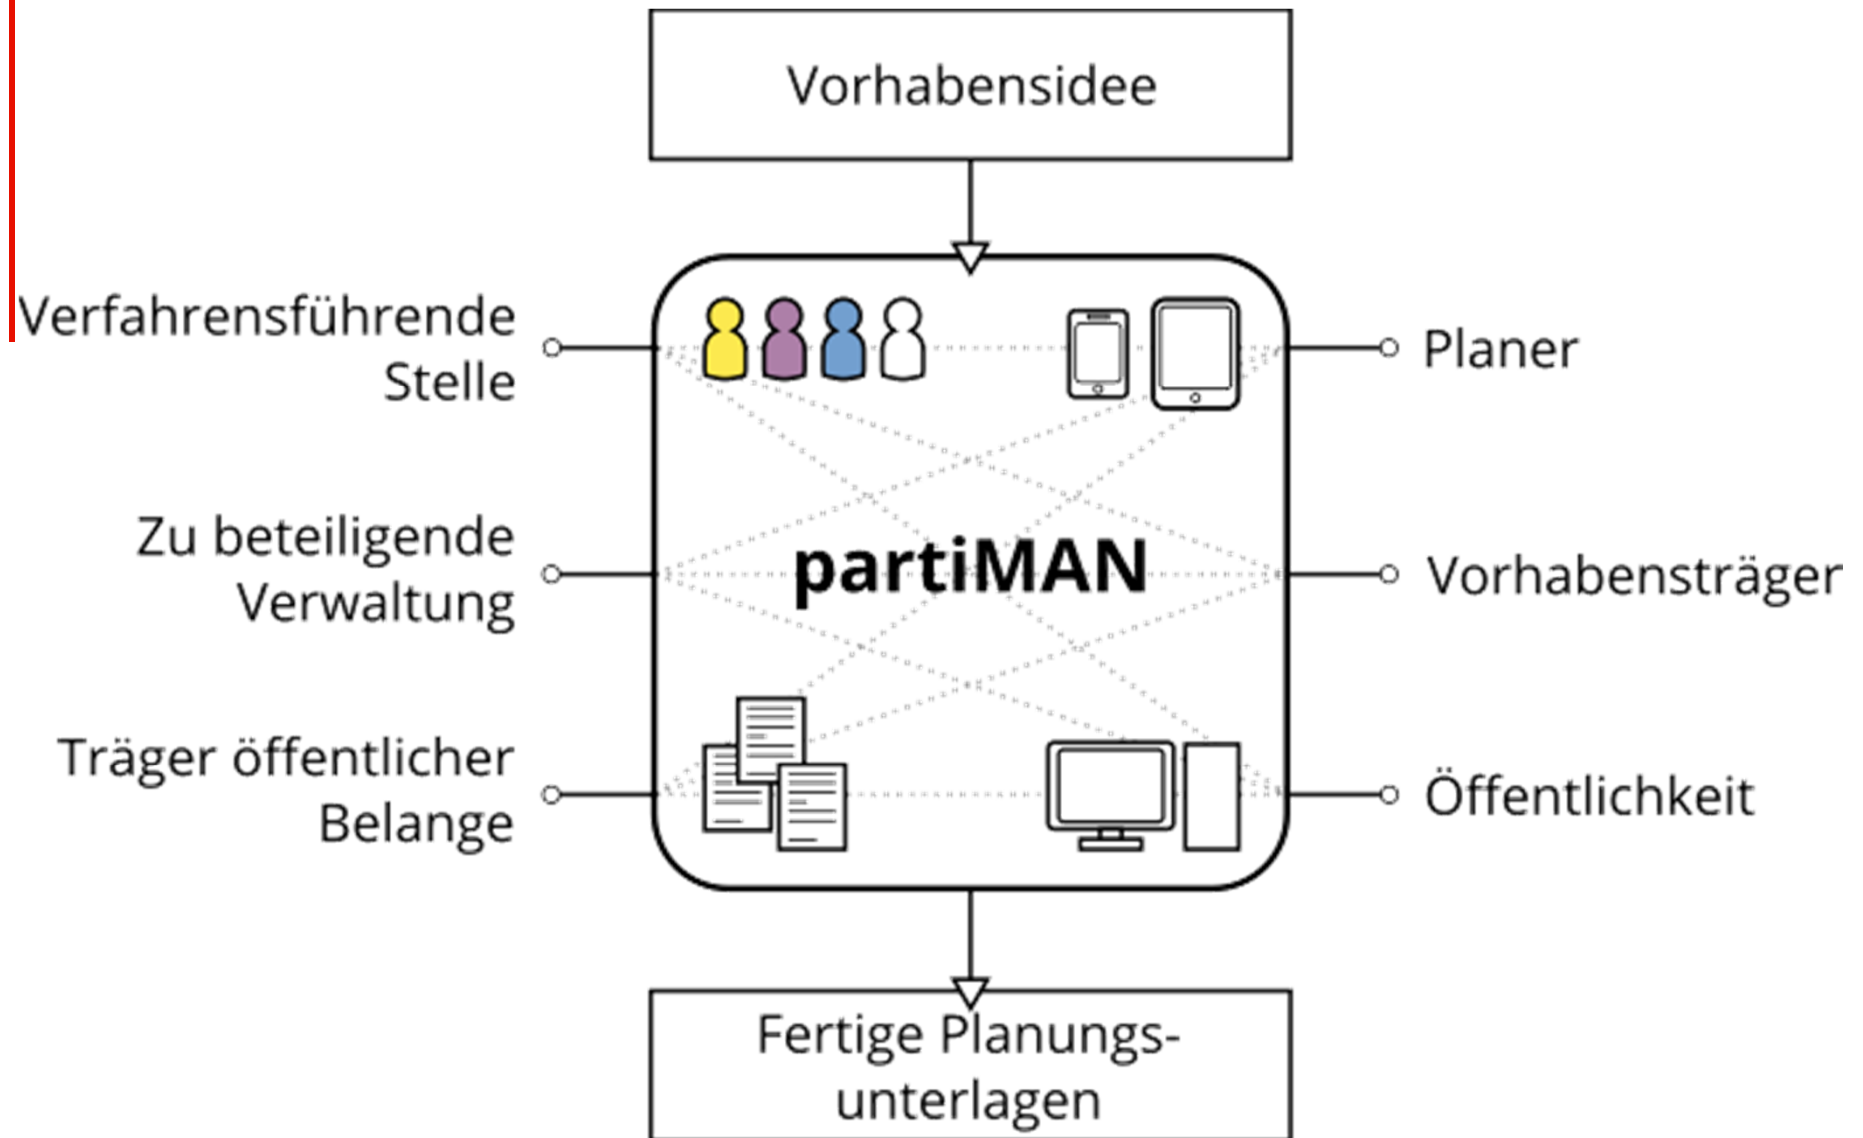 Vorhabensidee
Verfahrensführende
Stelle
Planer
Zu beteiligende
Verwaltung
partiMAN
Vorhabensträger
Träger öffentlicher
Belange
Öffentlichkeit
Fertige Planungs-
unterlagen